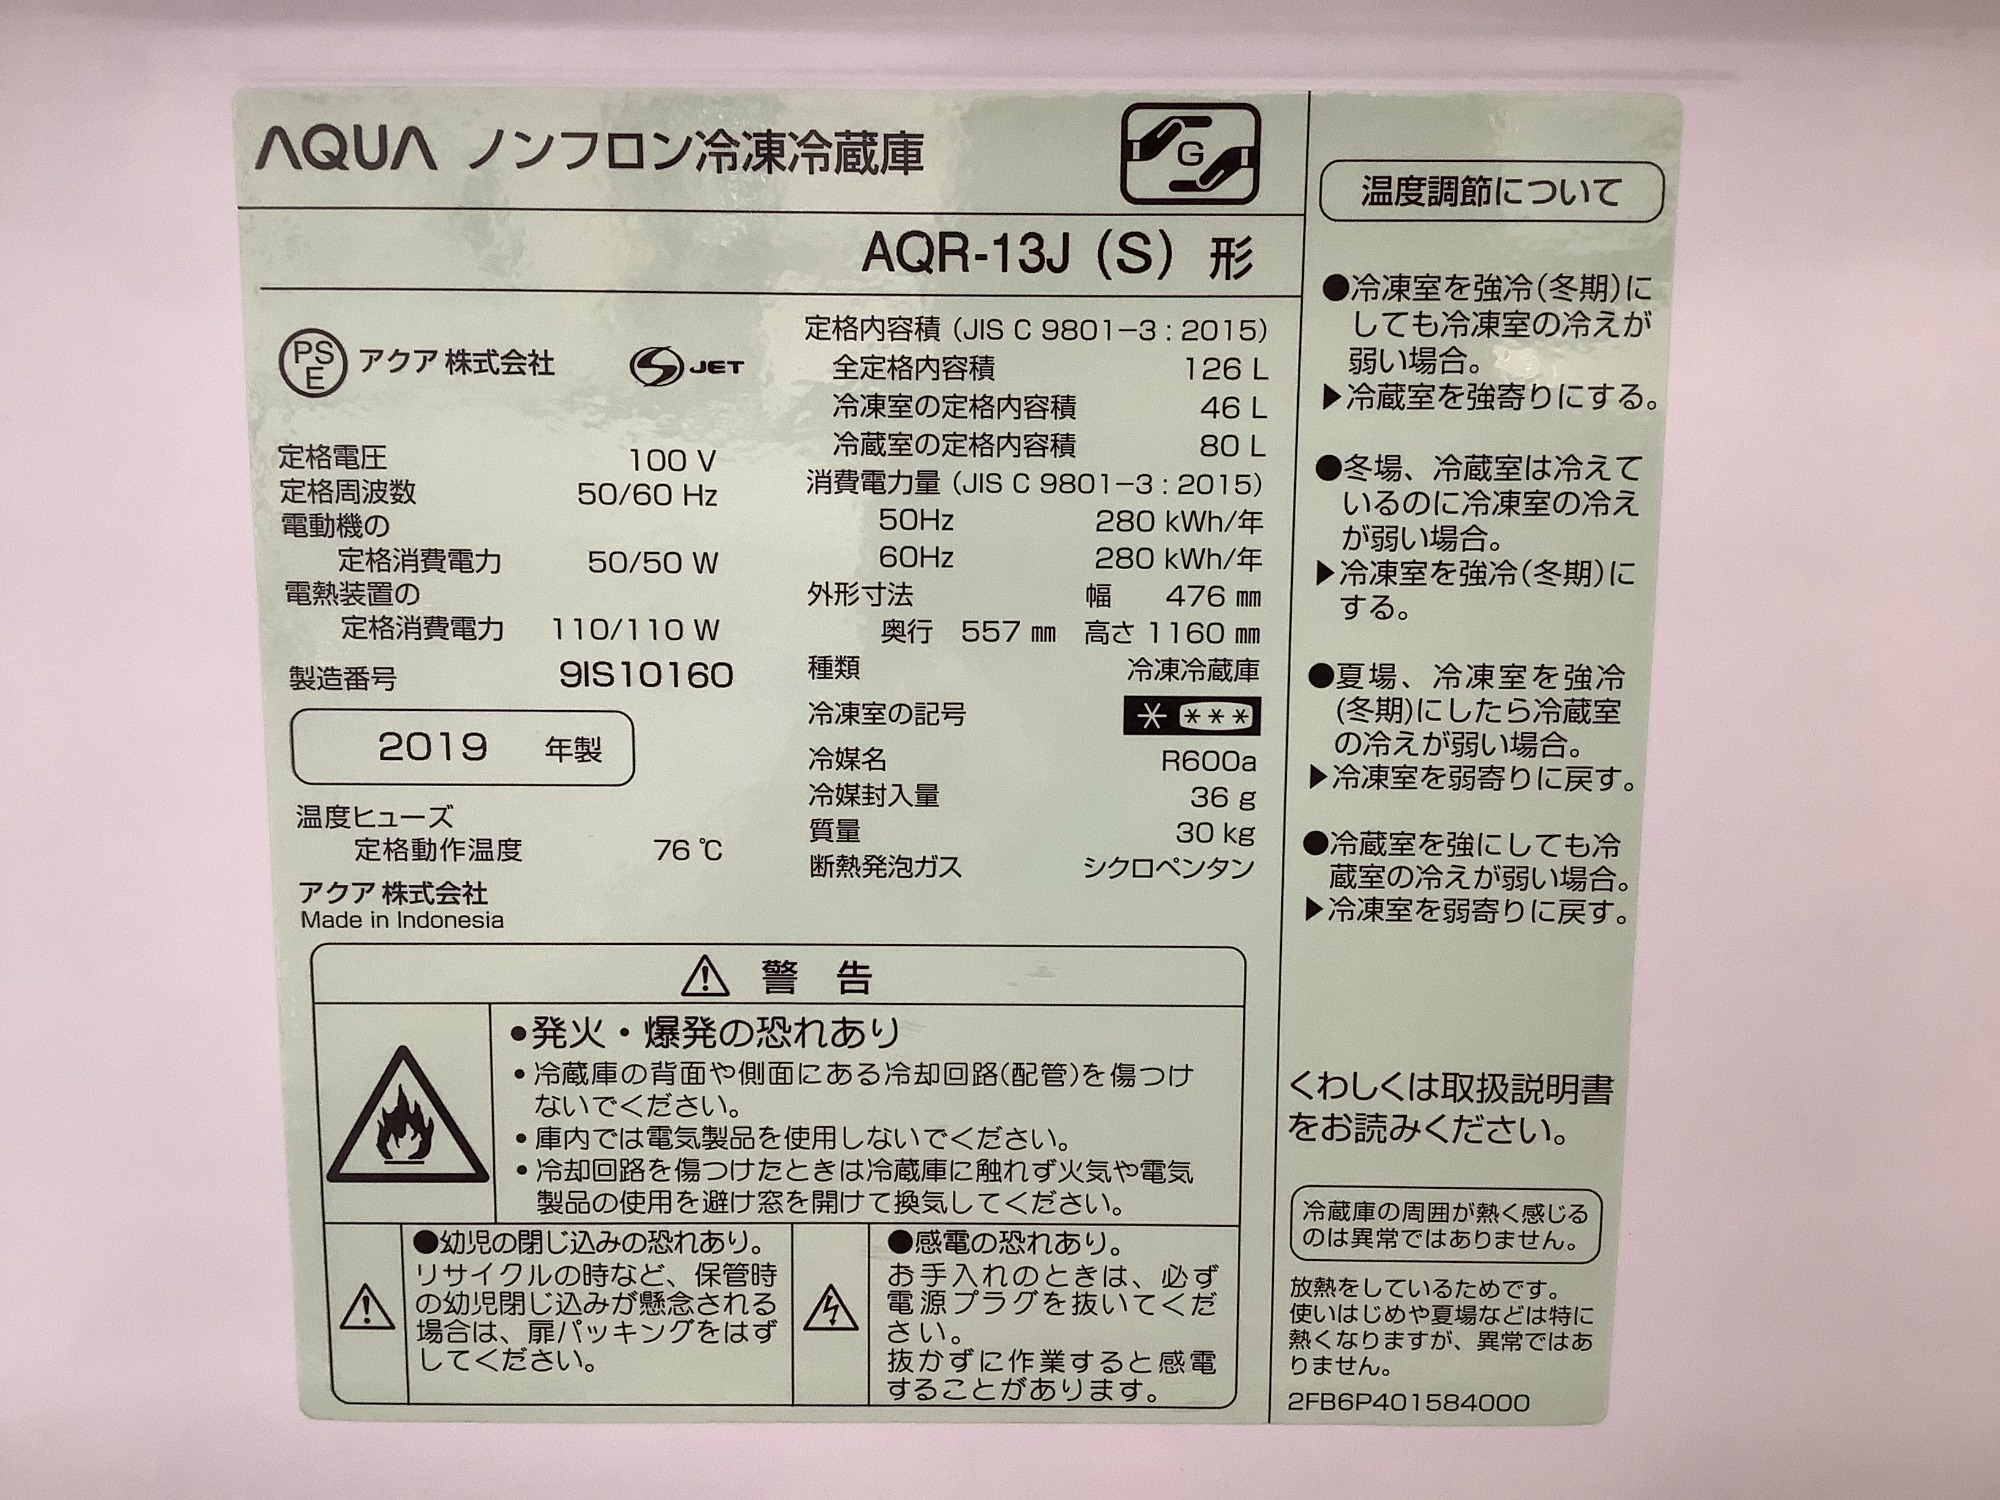 AQUA ノンフロン冷凍冷蔵庫
G
AQR-13J (S) 形
PS
E
アクア 株式会社
S JET
定格電圧 100 V
定格周波数 50/60 Hz
電動機の
定格消費電力 50/50 W
電熱装置の
定格消費電力 110/110 W
製造番号 9IS10160
2019 年製
温度ヒューズ
定格動作温度 76 ℃
アクア 株式会社
Made in Indonesia
定格内容積 (JIS C 9801−3 : 2015)
全定格内容積 126 L
冷凍室の定格内容積 46 L
冷蔵室の定格内容積 80 L
消費電力量 (JIS C 9801−3 : 2015)
50Hz 280 kWh/年
60Hz 280 kWh/年
外形寸法 幅 476 ㎜
奥行 557 ㎜ 高さ 1160 ㎜
種類 冷凍冷蔵庫
冷凍室の記号 * ***
冷媒名 R600a
冷媒封入量 36 g
質量 30 kg
断熱発泡ガス シクロペンタン
警 告
•発火・爆発の恐れあり
•冷蔵庫の背面や側面にある冷却回路(配管)を傷つけ
ないでください。
•庫内では電気製品を使用しないでください。
•冷却回路を傷つけたときは冷蔵庫に触れず火気や電気
製品の使用を避け窓を開けて換気してください。
●幼児の閉じ込みの恐れあり。
リサイクルの時など、保管時
の幼児閉じ込みが懸念される
場合は、扉パッキングをはず
してください。
●感電の恐れあり。
お手入れのときは、必ず
電源プラグを抜いてくだ
さい。
抜かずに作業すると感電
することがあります。
温度調節について
●冷凍室を強冷(冬期)に
しても冷凍室の冷えが
弱い場合。
▶冷蔵室を強寄りにする。
●冬場、冷蔵室は冷えて
いるのに冷凍室の冷え
が弱い場合。
▶冷凍室を強冷(冬期)に
する。
●夏場、冷凍室を強冷
(冬期)にしたら冷蔵室
の冷えが弱い場合。
▶冷凍室を弱寄りに戻す。
●冷蔵室を強にしても冷
蔵室の冷えが弱い場合。
▶冷凍室を弱寄りに戻す。
くわしくは取扱説明書
をお読みください。
冷蔵庫の周囲が熱く感じる
のは異常ではありません。
放熱をしているためです。
使いはじめや夏場などは特に
熱くなりますが、異常ではあ
りません。
2FB6P401584000